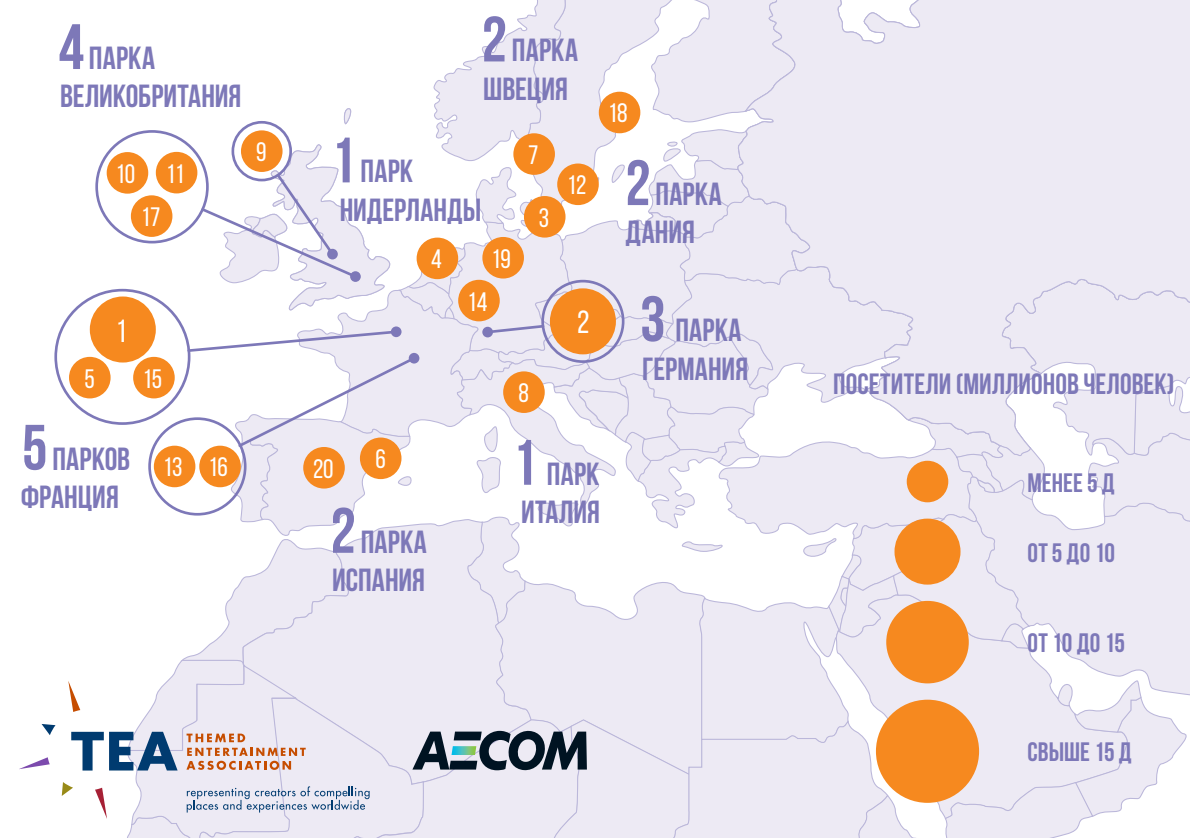 4 ПАРКА
ВЕЛИКОБРИТАНИЯ
2 ПАРКА
ШВЕЦИЯ
18
9
10
11
17
1 ПАРК
НИДЕРЛАНДЫ
7
12
3
2 ПАРКА
ДАНИЯ
4
19
14
2
3 ПАРКА
ГЕРМАНИЯ
1
5
15
8
ПОСЕТИТЕЛИ (МИЛЛИОНОВ ЧЕЛОВЕК)
5 ПАРКОВ
ФРАНЦИЯ
13
16
20
6
1 ПАРК
ИТАЛИЯ
2 ПАРКА
ИСПАНИЯ
МЕНЕЕ 5 Д
ОТ 5 ДО 10
ОТ 10 ДО 15
СВЫШЕ 15 Д
TEA
THEMED
ENTERTAINMENT
ASSOCIATION
representing creators of compelling
places and experiences worldwide
AECOM